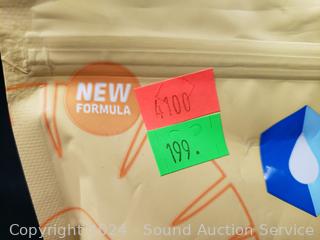 NEW
FORMULA
4100
199.
Copyright 2024 - Sound Auction Service